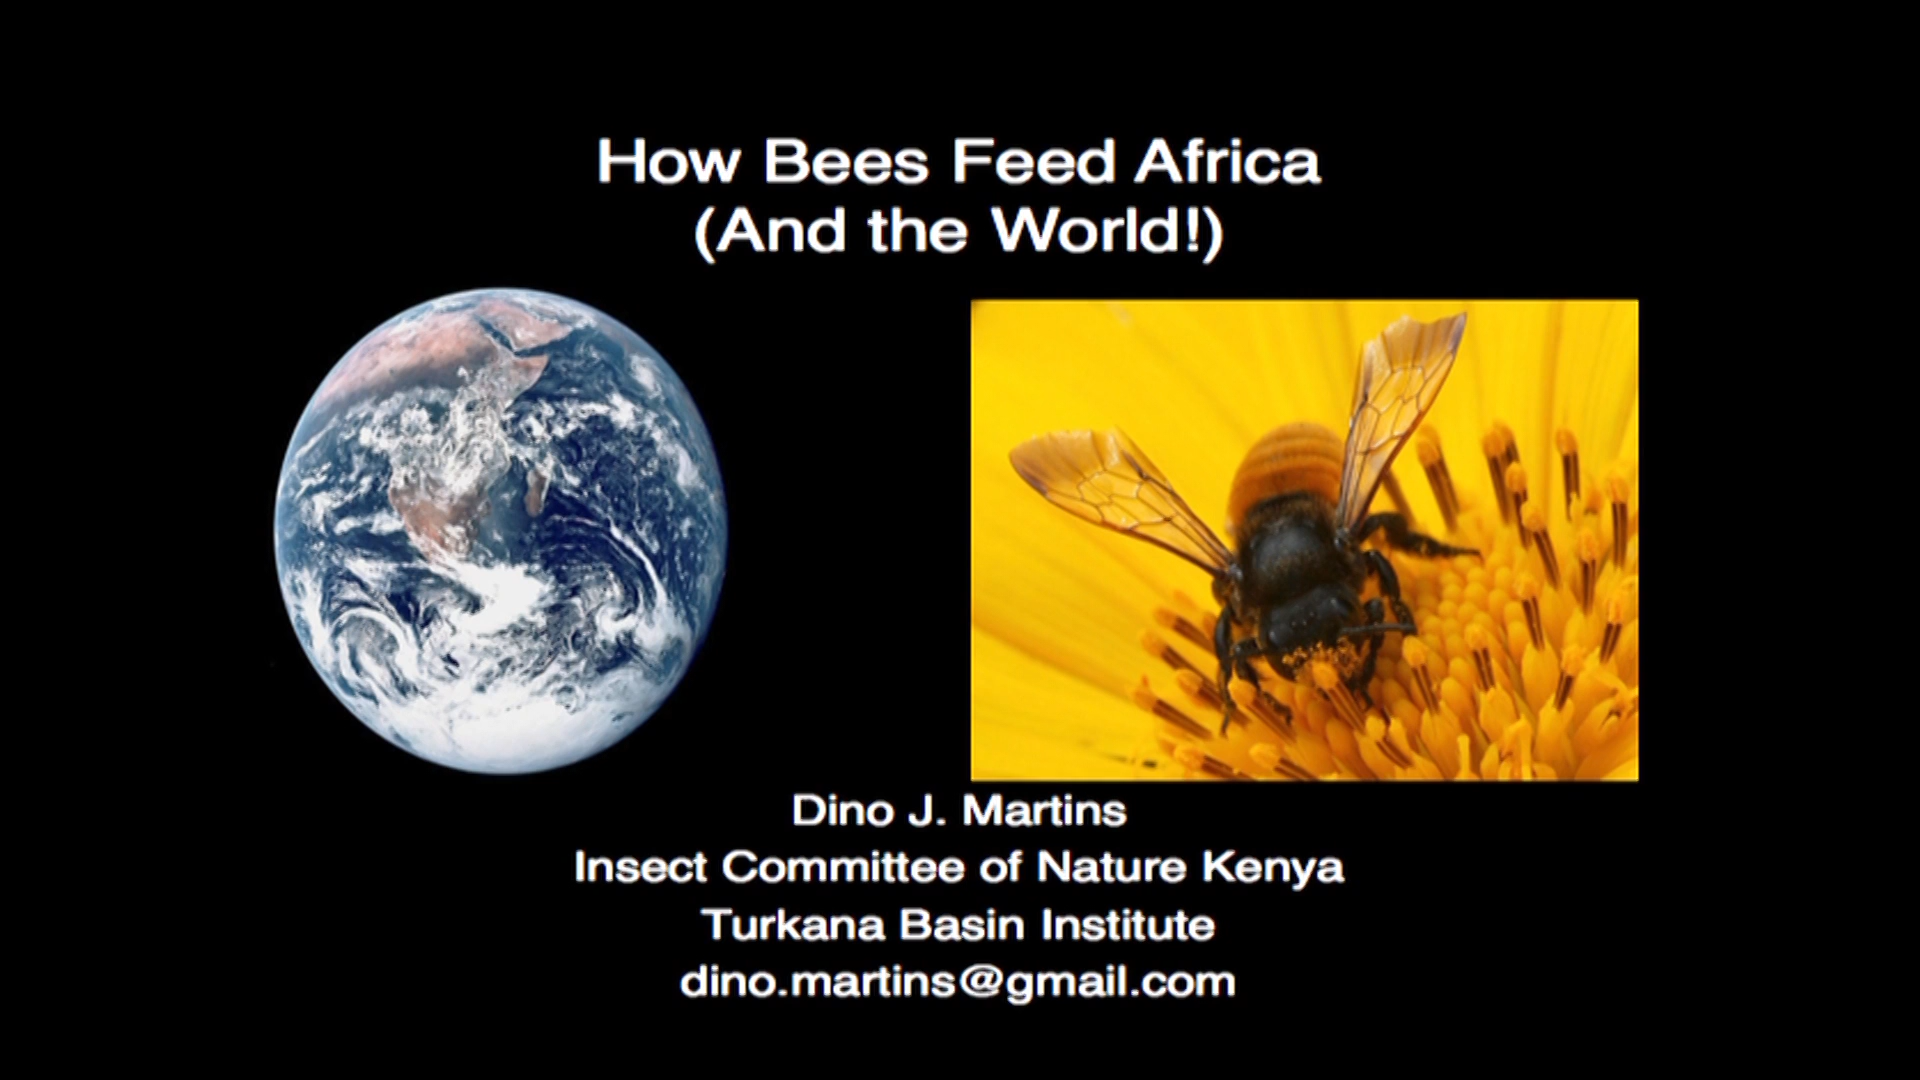 How Bees Feed Africa
(And the World!)
Dino J. Martins
Insect Committee of Nature Kenya
Turkana Basin Institute
dino.martins@gmail.com